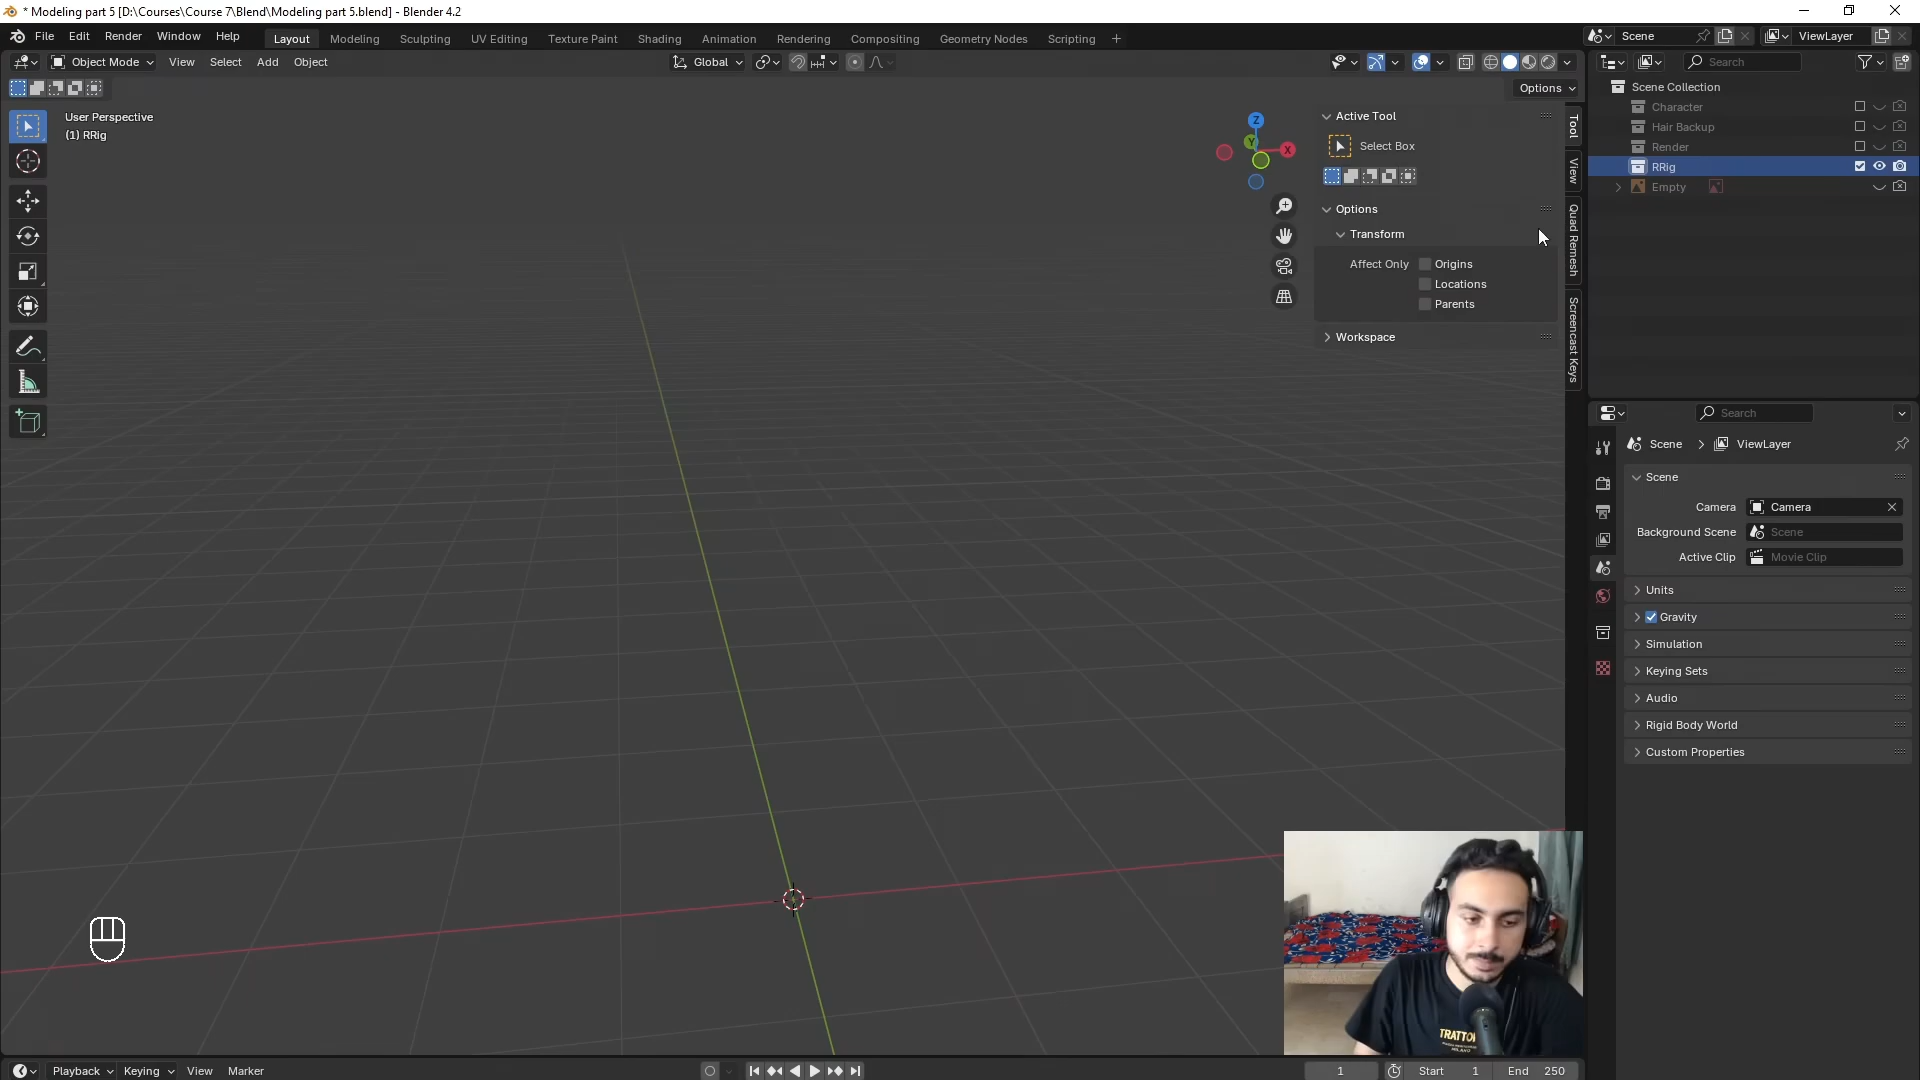 * Modeling part 5 [D:\Courses\Course 7\Blend\Modeling part 5.blend] - Blender 4.2
File Edit Render Window Help
Layout Modeling Sculpting UV Editing Texture Paint Shading Animation Rendering Compositing Geometry Nodes Scripting
Scene ViewLayer
Object Mode View Select Add Object
Global
Search
Options
User Perspective
(1) RRig
Z
Y
X
Active Tool
Select Box
Options
Transform
Affect Only Origins
Locations
Parents
Workspace
Tool
View
Quad Remesh
Screencast Keys
Scene Collection
Character
Hair Backup
Render
RRig
Empty
Search
Scene ViewLayer
Scene
Camera Camera
Background Scene Scene
Active Clip Movie Clip
Units
Gravity
Simulation
Keying Sets
Audio
Rigid Body World
Custom Properties
Playback Keying View Marker
1 Start 1 End 250